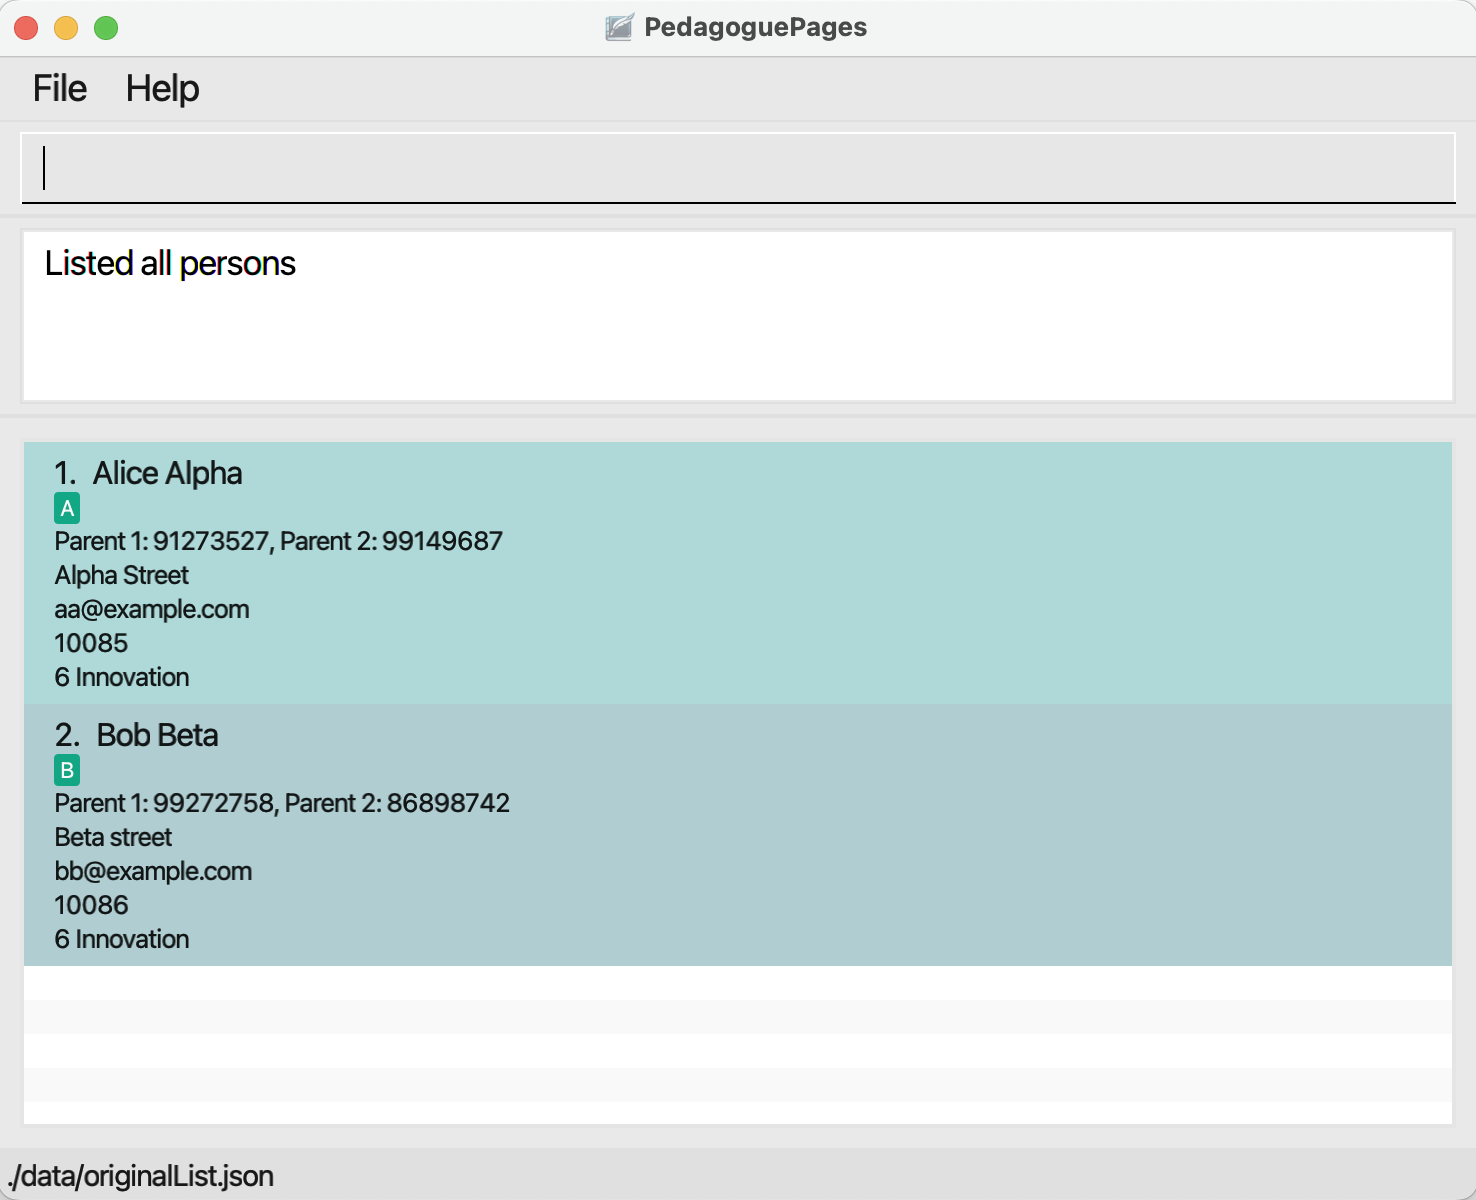 PedagoguePages
File Help
Listed all persons
1. Alice Alpha
A
Parent 1: 91273527, Parent 2: 99149687
Alpha Street
aa@example.com
10085
6 Innovation
2. Bob Beta
B
Parent 1: 99272758, Parent 2: 86898742
Beta street
bb@example.com
10086
6 Innovation
./data/originalList.json